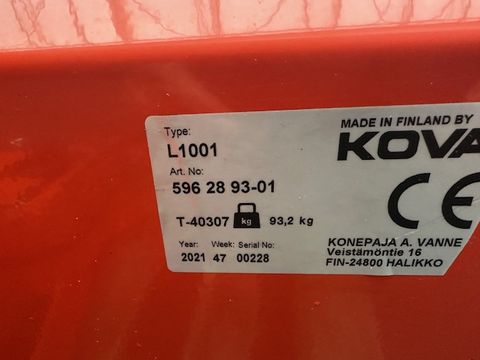 Type:
L1001
Art. No:
596 28 93-01
T-40307 kg 93,2 kg
Year: Week: Serial No:
2021 47 00228
MADE IN FINLAND BY
KOVA
CE
KONEPAJA A. VANNE
Veistämöntie 16
FIN-24800 HALIKKO